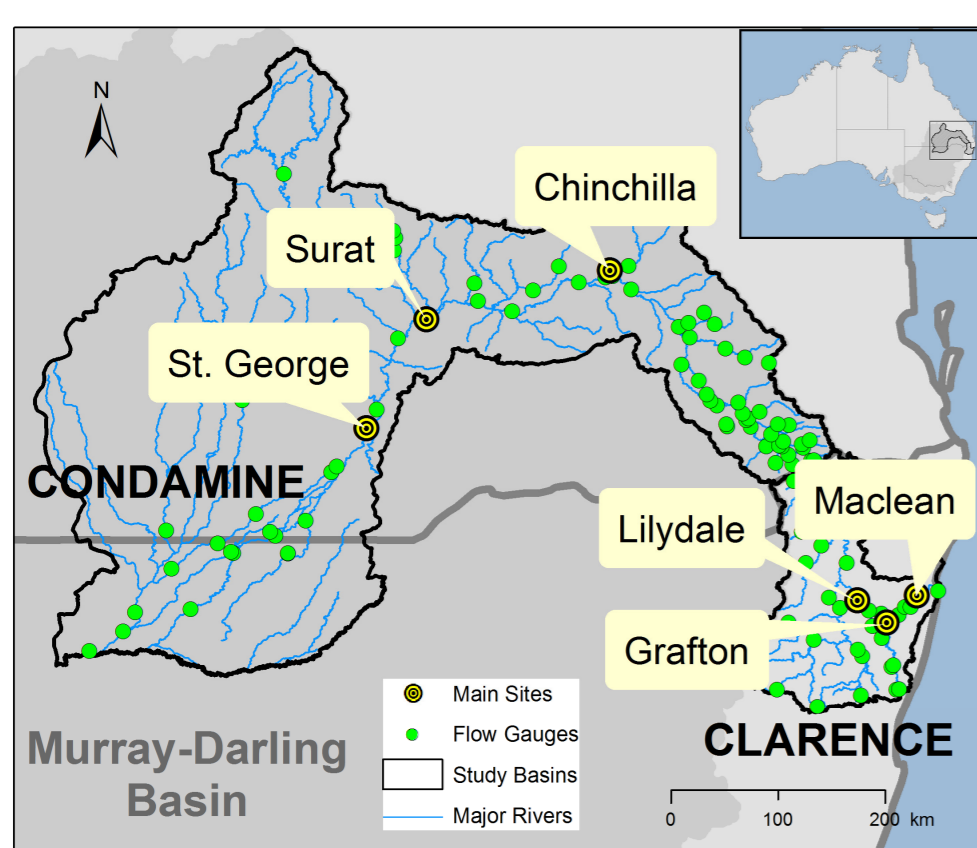 N
Chinchilla
Surat
St. George
CONDAMINE
Maclean
Lilydale
Grafton
Main Sites
Flow Gauges
Study Basins
Major Rivers
CLARENCE
Murray-Darling
Basin
0 100 200 km